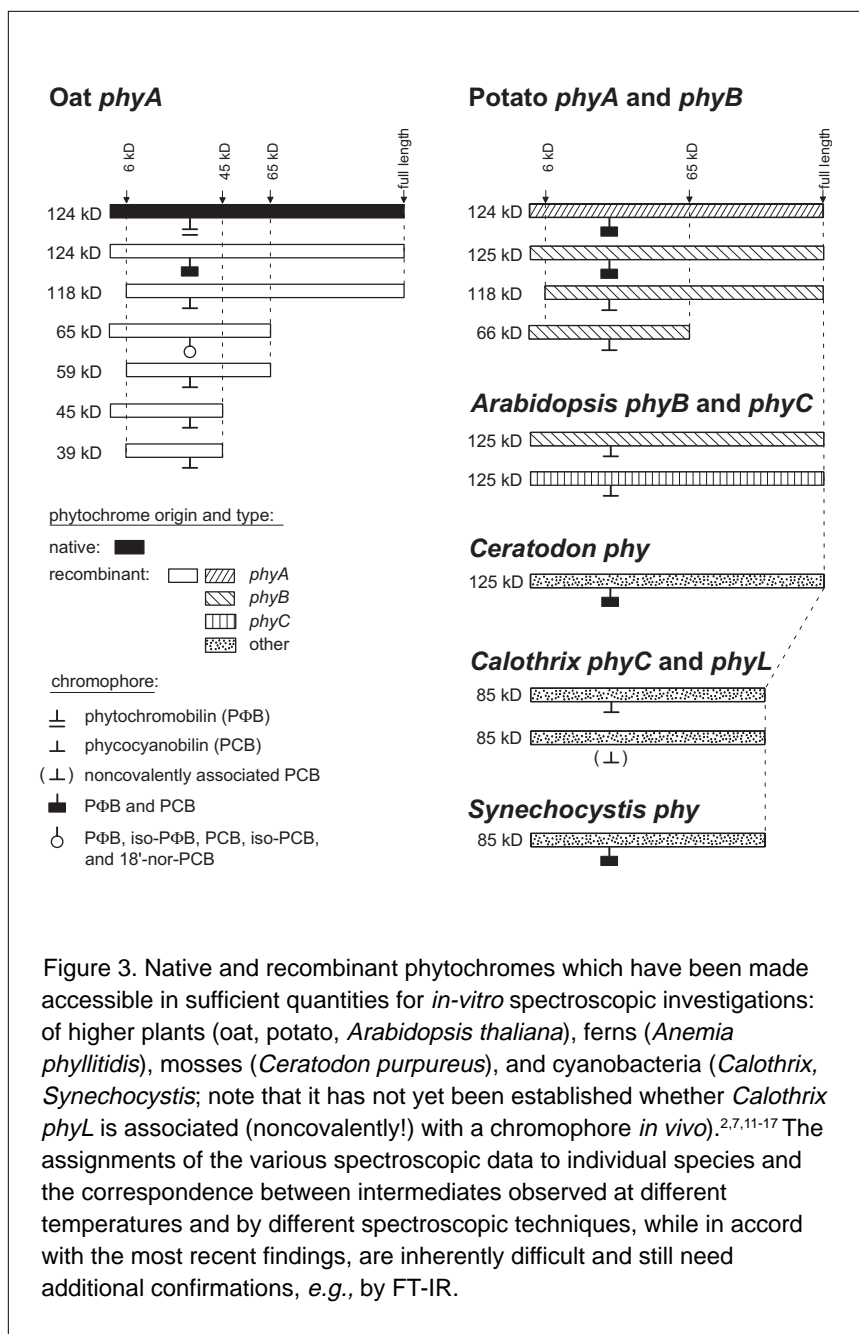 Oat phyA
6 kD
45 kD
65 kD
full length
124 kD
124 kD
118 kD
65 kD
59 kD
45 kD
39 kD
phytochrome origin and type:
native:
recombinant:
phyA
phyB
phyC
other
chromophore:
phytochromobilin (PΦB)
phycocyanobilin (PCB)
( ) noncovalently associated PCB
PΦB and PCB
PΦB, iso-PΦB, PCB, iso-PCB,
and 18'-nor-PCB
Potato phyA and phyB
6 kD
65 kD
full length
124 kD
125 kD
118 kD
66 kD
Arabidopsis phyB and phyC
125 kD
125 kD
Ceratodon phy
125 kD
Calothrix phyC and phyL
85 kD
85 kD
( )
Synechocystis phy
85 kD
Figure 3. Native and recombinant phytochromes which have been made
accessible in sufficient quantities for in-vitro spectroscopic investigations:
of higher plants (oat, potato, Arabidopsis thaliana), ferns (Anemia
phyllitidis), mosses (Ceratodon purpureus), and cyanobacteria (Calothrix,
Synechocystis; note that it has not yet been established whether Calothrix
phyL is associated (noncovalently!) with a chromophore in vivo).2,7,11-17 The
assignments of the various spectroscopic data to individual species and
the correspondence between intermediates observed at different
temperatures and by different spectroscopic techniques, while in accord
with the most recent findings, are inherently difficult and still need
additional confirmations, e.g., by FT-IR.